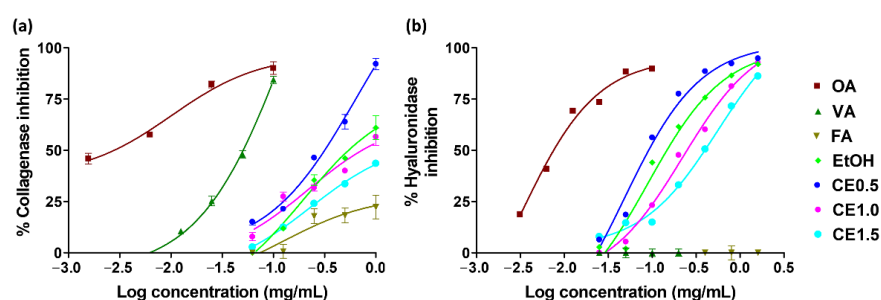 (a)
% Collagenase inhibition
100
75
50
25
0
−3.0 −2.5 −2.0 −1.5 −1.0 −0.5 0.0
Log concentration (mg/mL)
(b)
% Hyaluronidase
inhibition
100
75
50
25
0
−3.0 −2.5 −2.0 −1.5 −1.0 −0.5 0.0 0.5
Log concentration (mg/mL)
OA
VA
FA
EtOH
CE0.5
CE1.0
CE1.5